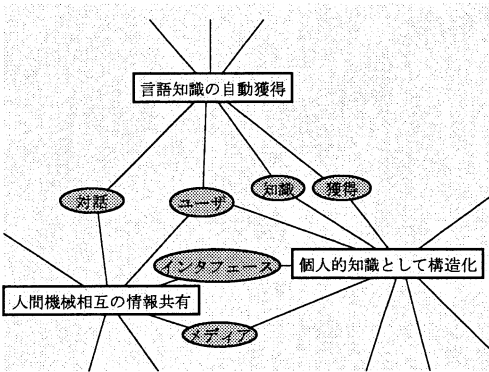 言語知識の自動獲得
対話
ユーザ
知識
獲得
インタフェース
個人的知識として構造化
人間機械相互の情報共有
メディア